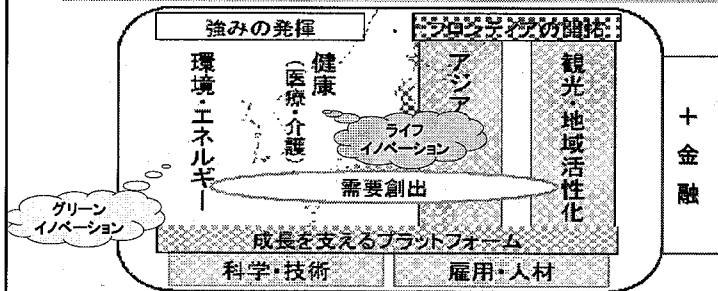 強みの発揮
フロンティアの開拓
環境・エネルギー
健康
（医療・介護）
アジア
観光・地域活性化
＋金融
ライフ
イノベーション
需要創出
グリーン
イノベーション
成長を支えるプラットフォーム
科学・技術
雇用・人材